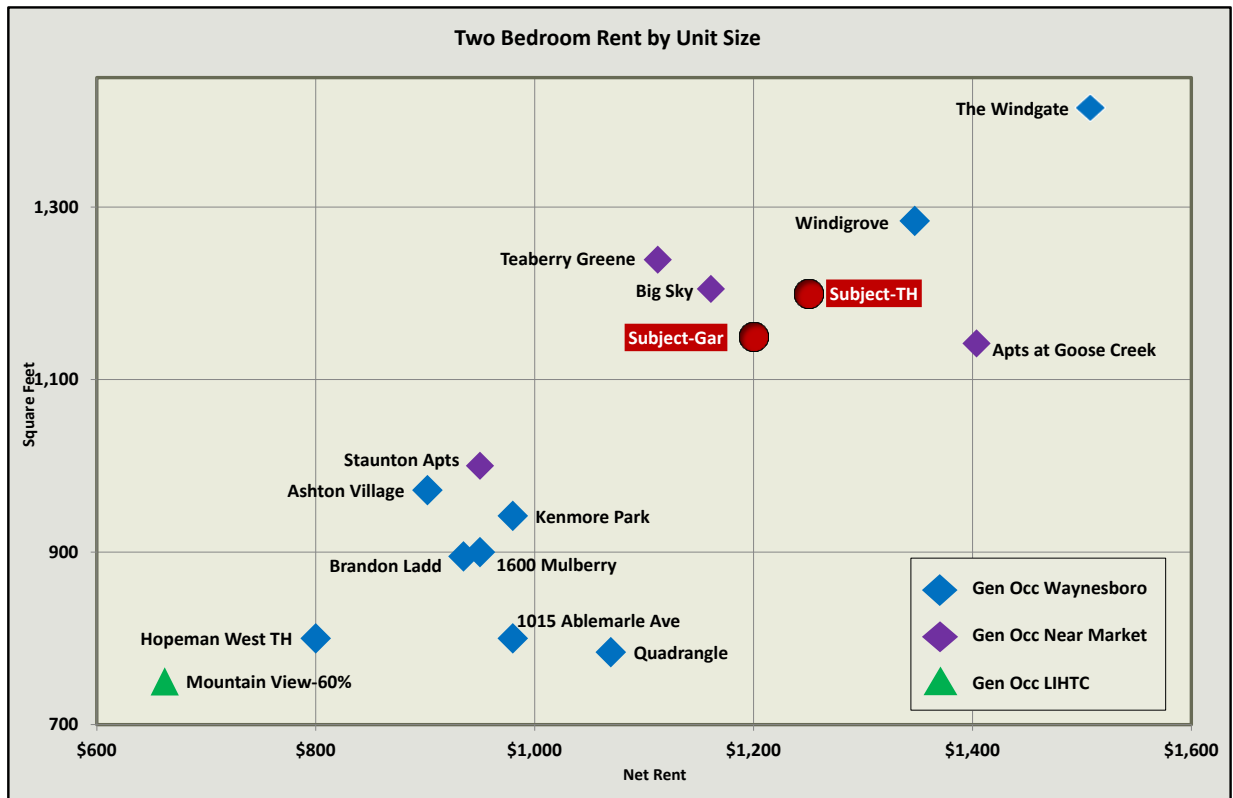 Two Bedroom Rent by Unit Size
The Windgate
1,300
Windigrove
Teaberry Greene
Big Sky
Subject-TH
Subject-Gar
Apts at Goose Creek
1,100
Square Feet
Staunton Apts
Ashton Village
Kenmore Park
900
Brandon Ladd
1600 Mulberry
Gen Occ Waynesboro
1015 Ablemarle Ave
Hopeman West TH
Quadrangle
Gen Occ Near Market
Mountain View-60%
Gen Occ LIHTC
700
$600 $800 $1,000 $1,200 $1,400 $1,600
Net Rent